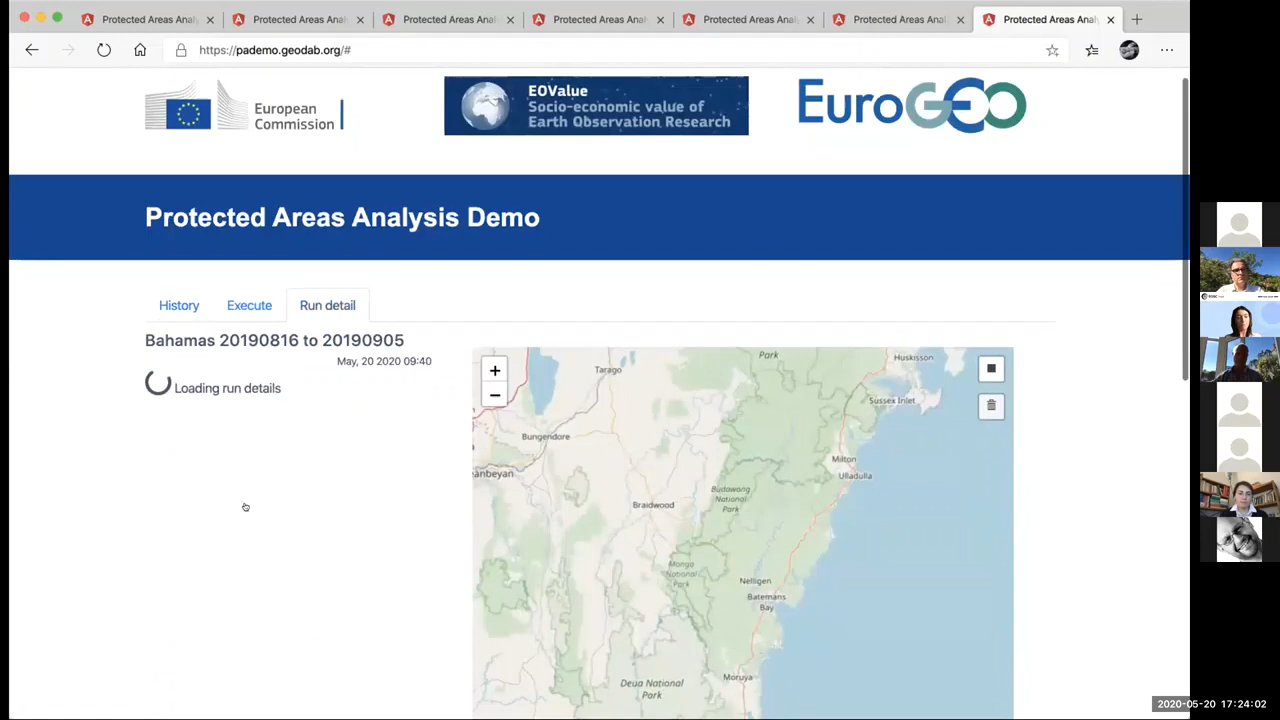 Protected Areas Analy
Protected Areas Anal
Protected Areas Anal
Protected Areas Anal
Protected Areas Anal
Protected Areas Anal
Protected Areas Anal
https://pademo.geodab.org/#
European
Commission
EOValue
Socio-economic value of
Earth Observation Research
EuroGEO
Protected Areas Analysis Demo
History
Execute
Run detail
Bahamas 20190816 to 20190905
May, 20 2020 09:40
Loading run details
+
−
Park
Huskisson
Tarago
Sussex Inlet
Bungendore
Milton
Ulladulla
anbeyan
Budawang
National
Park
Braidwood
Monga
National
Park
Nelligen
Batemans
Bay
Moruya
Deua National
Park
2020-05-20 17:24:02